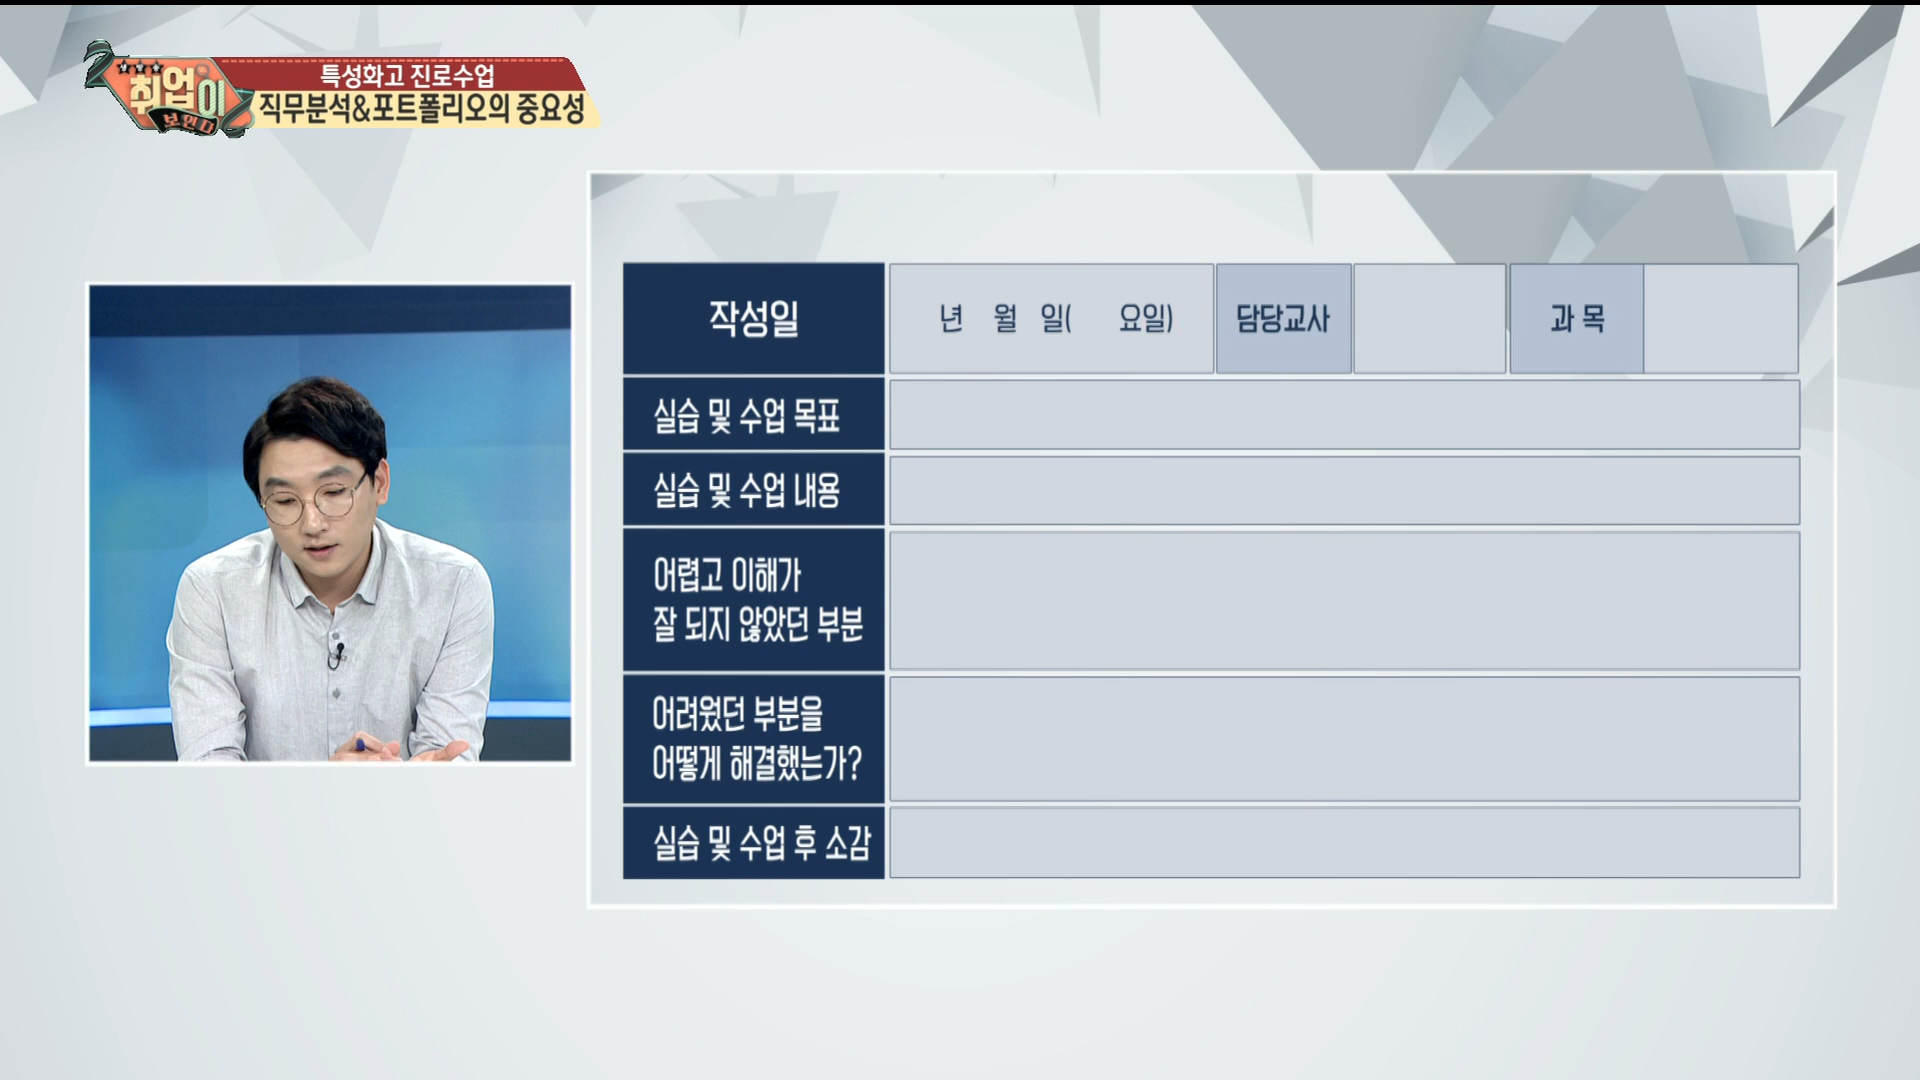 취업이
보인다
특성화고 진로수업
직무분석&포트폴리오의 중요성
작성일 년 월 일( 요일) 담당교사 과 목
실습 및 수업 목표
실습 및 수업 내용
어렵고 이해가
잘 되지 않았던 부분
어려웠던 부분을
어떻게 해결했는가?
실습 및 수업 후 소감